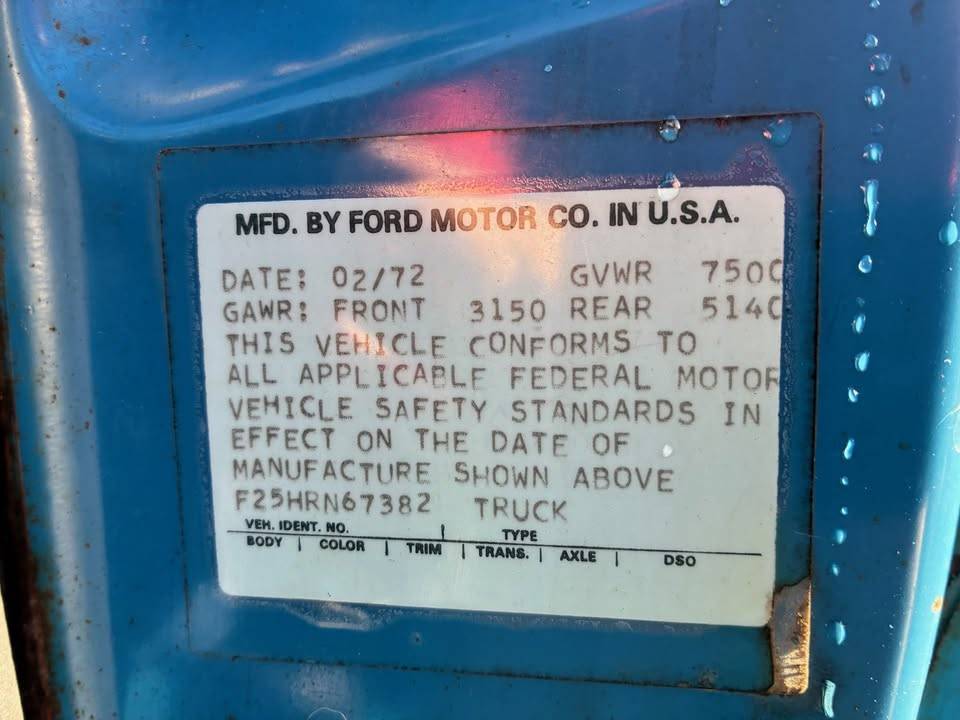 MFD. BY FORD MOTOR CO. IN U.S.A.
DATE: 02/72 GVWR 7500
GAWR: FRONT 3150 REAR 5140
THIS VEHICLE CONFORMS TO
ALL APPLICABLE FEDERAL MOTOR
VEHICLE SAFETY STANDARDS IN
EFFECT ON THE DATE OF
MANUFACTURE SHOWN ABOVE
F25HRN67382 TRUCK
VEH. IDENT. NO. | TYPE
BODY | COLOR | TRIM | TRANS. | AXLE | DSO